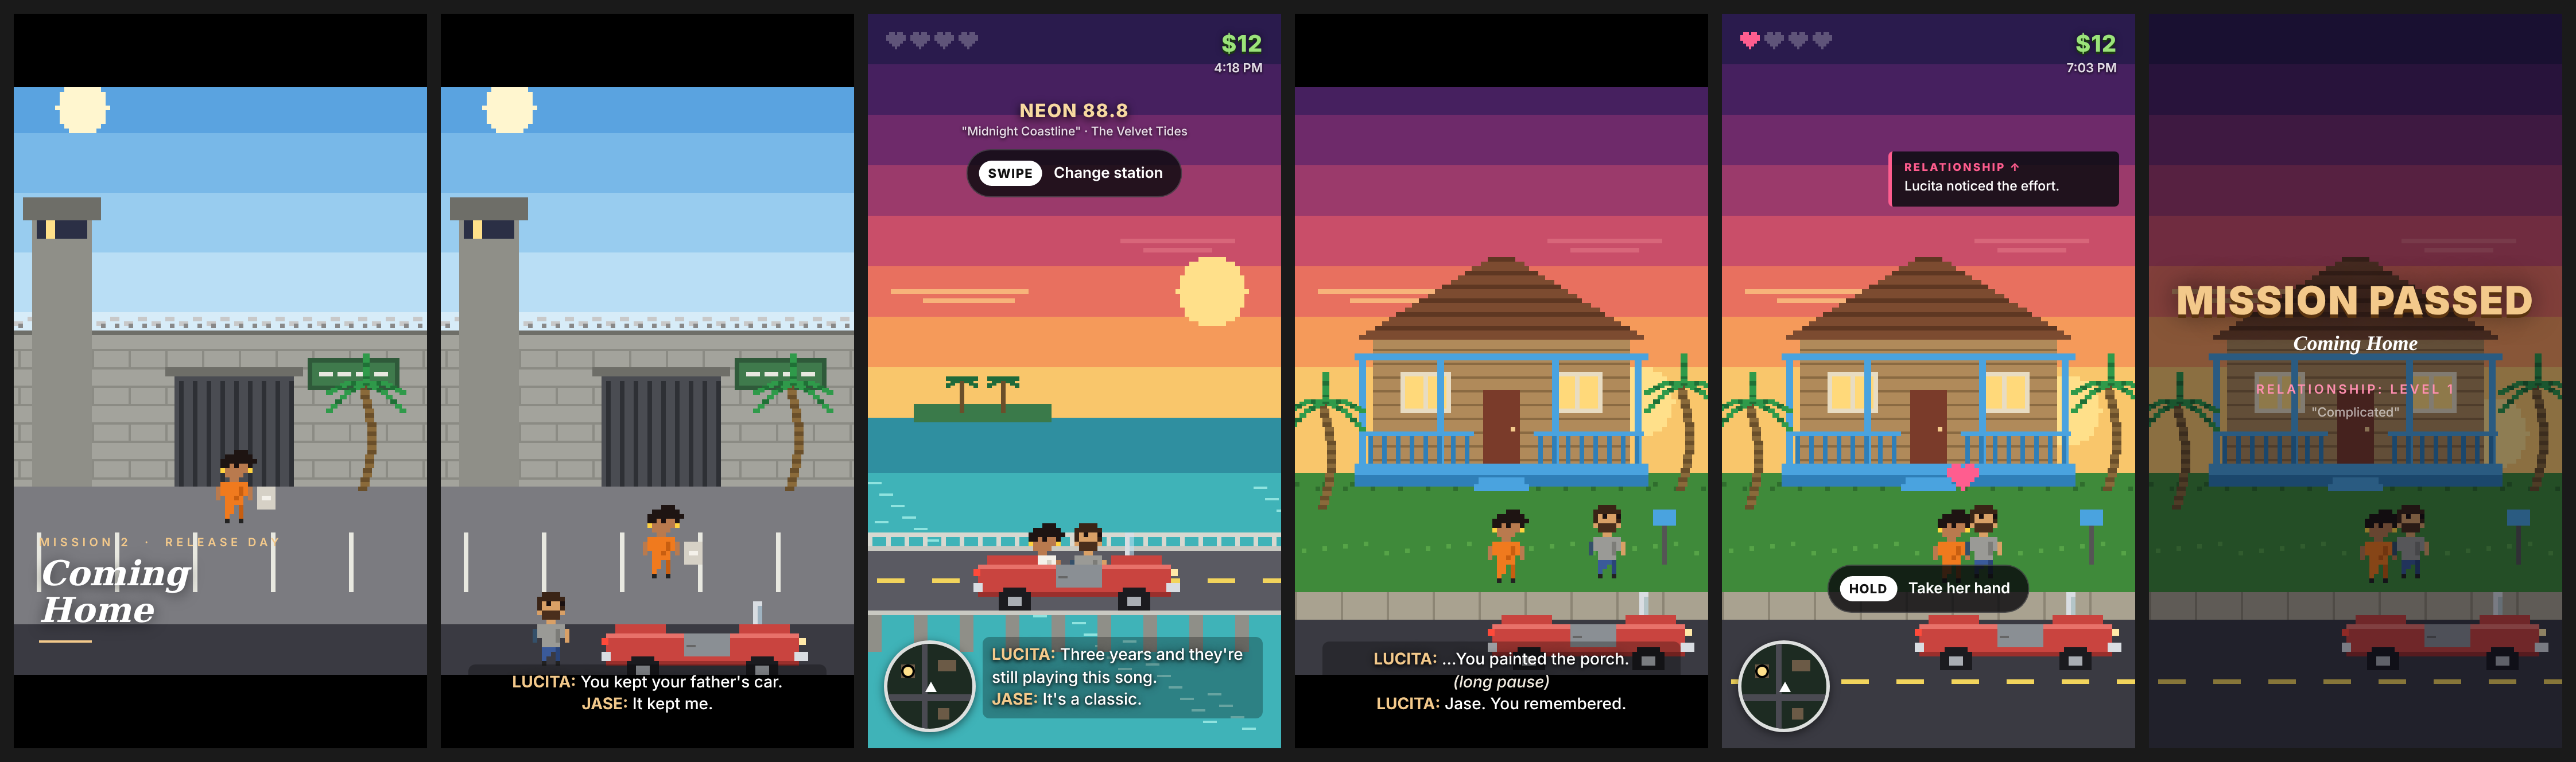 MISSION 2 · RELEASE DAY
Coming
Home
LUCITA: You kept your father's car.
JASE: It kept me.
$12
4:18 PM
NEON 88.8
"Midnight Coastline" · The Velvet Tides
SWIPE Change station
LUCITA: Three years and they're
still playing this song.
JASE: It's a classic.
LUCITA: ...You painted the porch.
(long pause)
LUCITA: Jase. You remembered.
$12
7:03 PM
RELATIONSHIP ↑
Lucita noticed the effort.
HOLD Take her hand
MISSION PASSED
Coming Home
RELATIONSHIP: LEVEL 1
"Complicated"